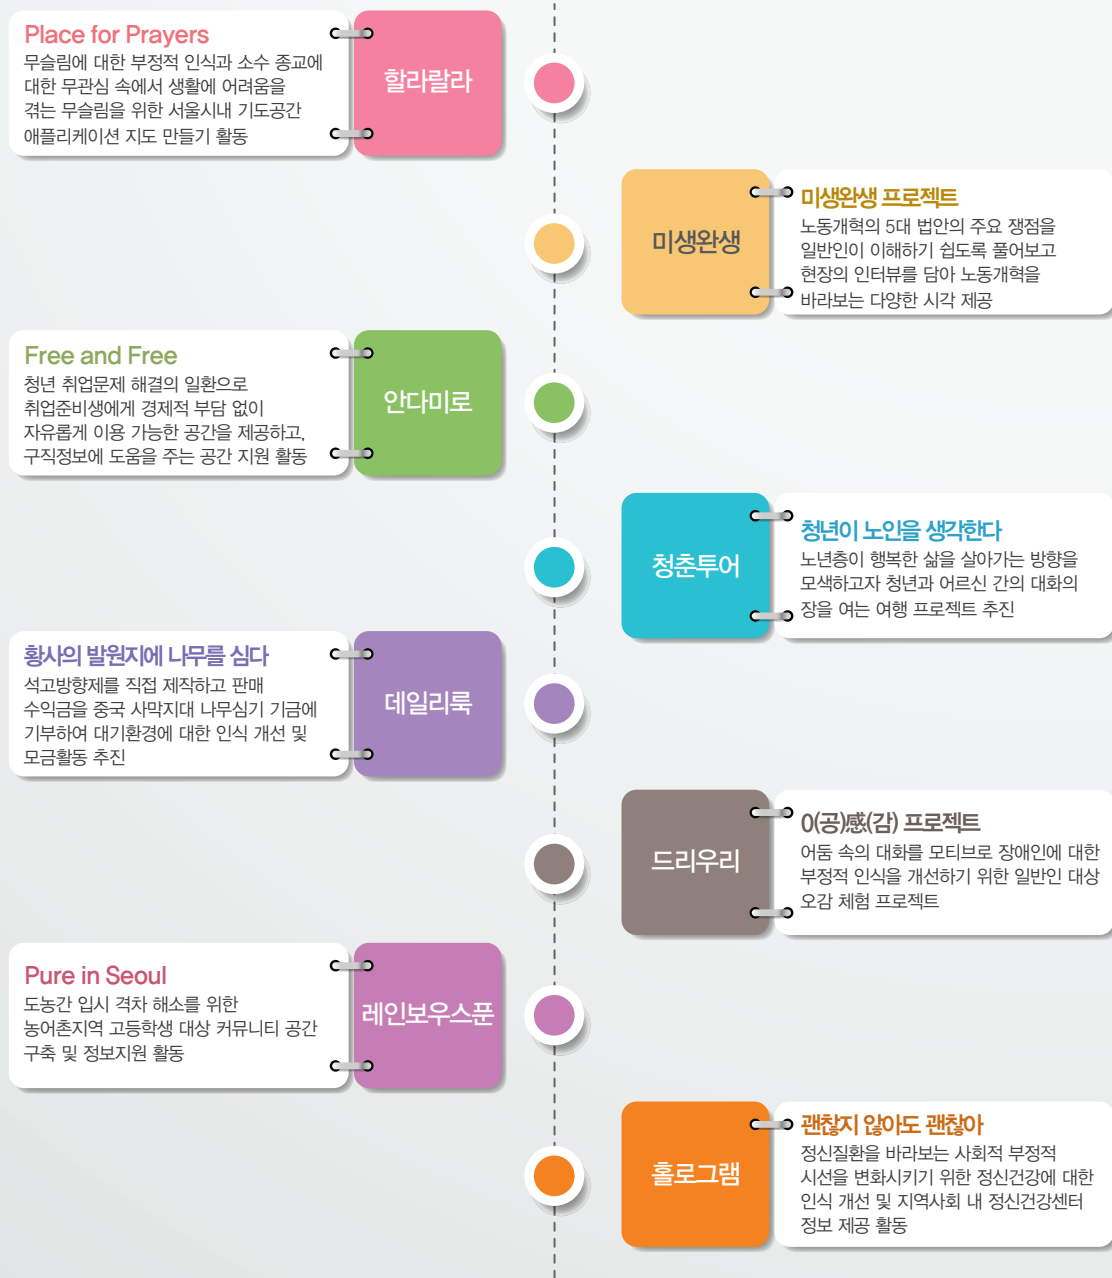 Place for Prayers
무슬림에 대한 부정적 인식과 소수 종교에
대한 무관심 속에서 생활에 어려움을
겪는 무슬림을 위한 서울시내 기도공간
애플리케이션 지도 만들기 활동
할라랄라
미생완생
미생완생 프로젝트
노동개혁의 5대 법안의 주요 쟁점을
일반인이 이해하기 쉽도록 풀어보고
현장의 인터뷰를 담아 노동개혁을
바라보는 다양한 시각 제공
Free and Free
청년 취업문제 해결의 일환으로
취업준비생에게 경제적 부담 없이
자유롭게 이용 가능한 공간을 제공하고,
구직정보에 도움을 주는 공간 지원 활동
안다미로
청춘투어
청년이 노인을 생각한다
노년층이 행복한 삶을 살아가는 방향을
모색하고자 청년과 어르신 간의 대화의
장을 여는 여행 프로젝트 추진
황사의 발원지에 나무를 심다
석고방향제를 직접 제작하고 판매
수익금을 중국 사막지대 나무심기 기금에
기부하여 대기환경에 대한 인식 개선 및
모금활동 추진
데일리룩
드리우리
0(공)感(감) 프로젝트
어둠 속의 대화를 모티브로 장애인에 대한
부정적 인식을 개선하기 위한 일반인 대상
오감 체험 프로젝트
Pure in Seoul
도농간 입시 격차 해소를 위한
농어촌지역 고등학생 대상 커뮤니티 공간
구축 및 정보지원 활동
레인보우스푼
홀로그램
괜찮지 않아도 괜찮아
정신질환을 바라보는 사회적 부정적
시선을 변화시키기 위한 정신건강에 대한
인식 개선 및 지역사회 내 정신건강센터
정보 제공 활동